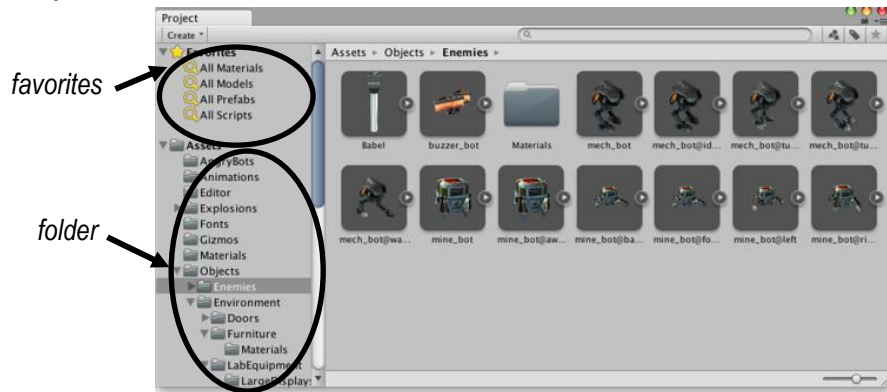 Project
Create
Favorites
All Materials
All Models
All Prefabs
All Scripts
favorites
Assets
AngryBots
Animations
Editor
Explosions
Fonts
Gizmos
Materials
Objects
Enemies
Environment
Doors
Furniture
Materials
LabEquipment
LargeDisplay
folder
Assets ▸ Objects ▸ Enemies ▸
Babel buzzer_bot Materials mech_bot mech_bot@id... mech_bot@tu... mech_bot@tu...
mech_bot@wa... mine_bot mine_bot@aw... mine_bot@ba... mine_bot@fo... mine_bot@left mine_bot@ri...